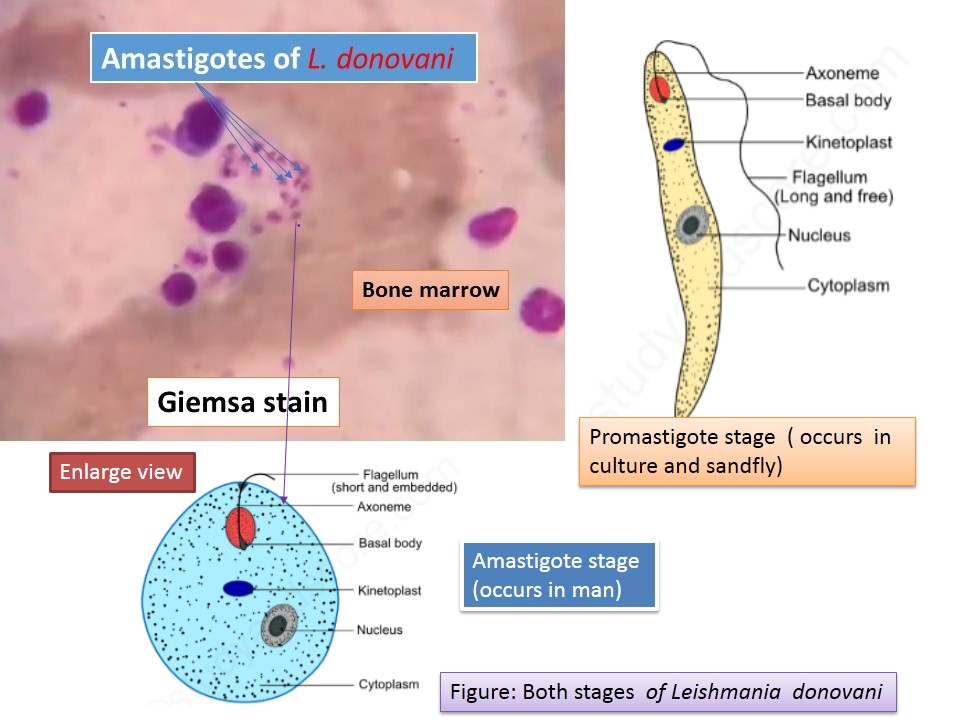 Amastigotes of L. donovani
Bone marrow
Giemsa stain
Axoneme
Basal body
Kinetoplast
Flagellum
(Long and free)
Nucleus
Cytoplasm
Promastigote stage ( occurs in
culture and sandfly)
Enlarge view
Flagellum
(short and embedded)
Axoneme
Basal body
Kinetoplast
Nucleus
Cytoplasm
Amastigote stage
(occurs in man)
Figure: Both stages of Leishmania donovani